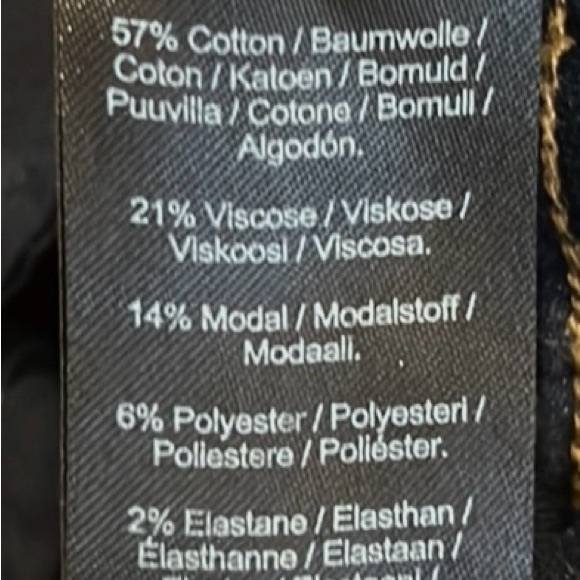 57% Cotton / Baumwolle /
Coton / Katoen / Bomuld /
Puuvilla / Cotone / Bomull /
Algodón.
21% Viscose / Viskose /
Viskoosi / Viscosa.
14% Modal / Modalstoff /
Modaali.
6% Polyester / Polyesteri /
Poliestere / Poliéster.
2% Elastane / Elasthan /
Élasthanne / Elastaan /